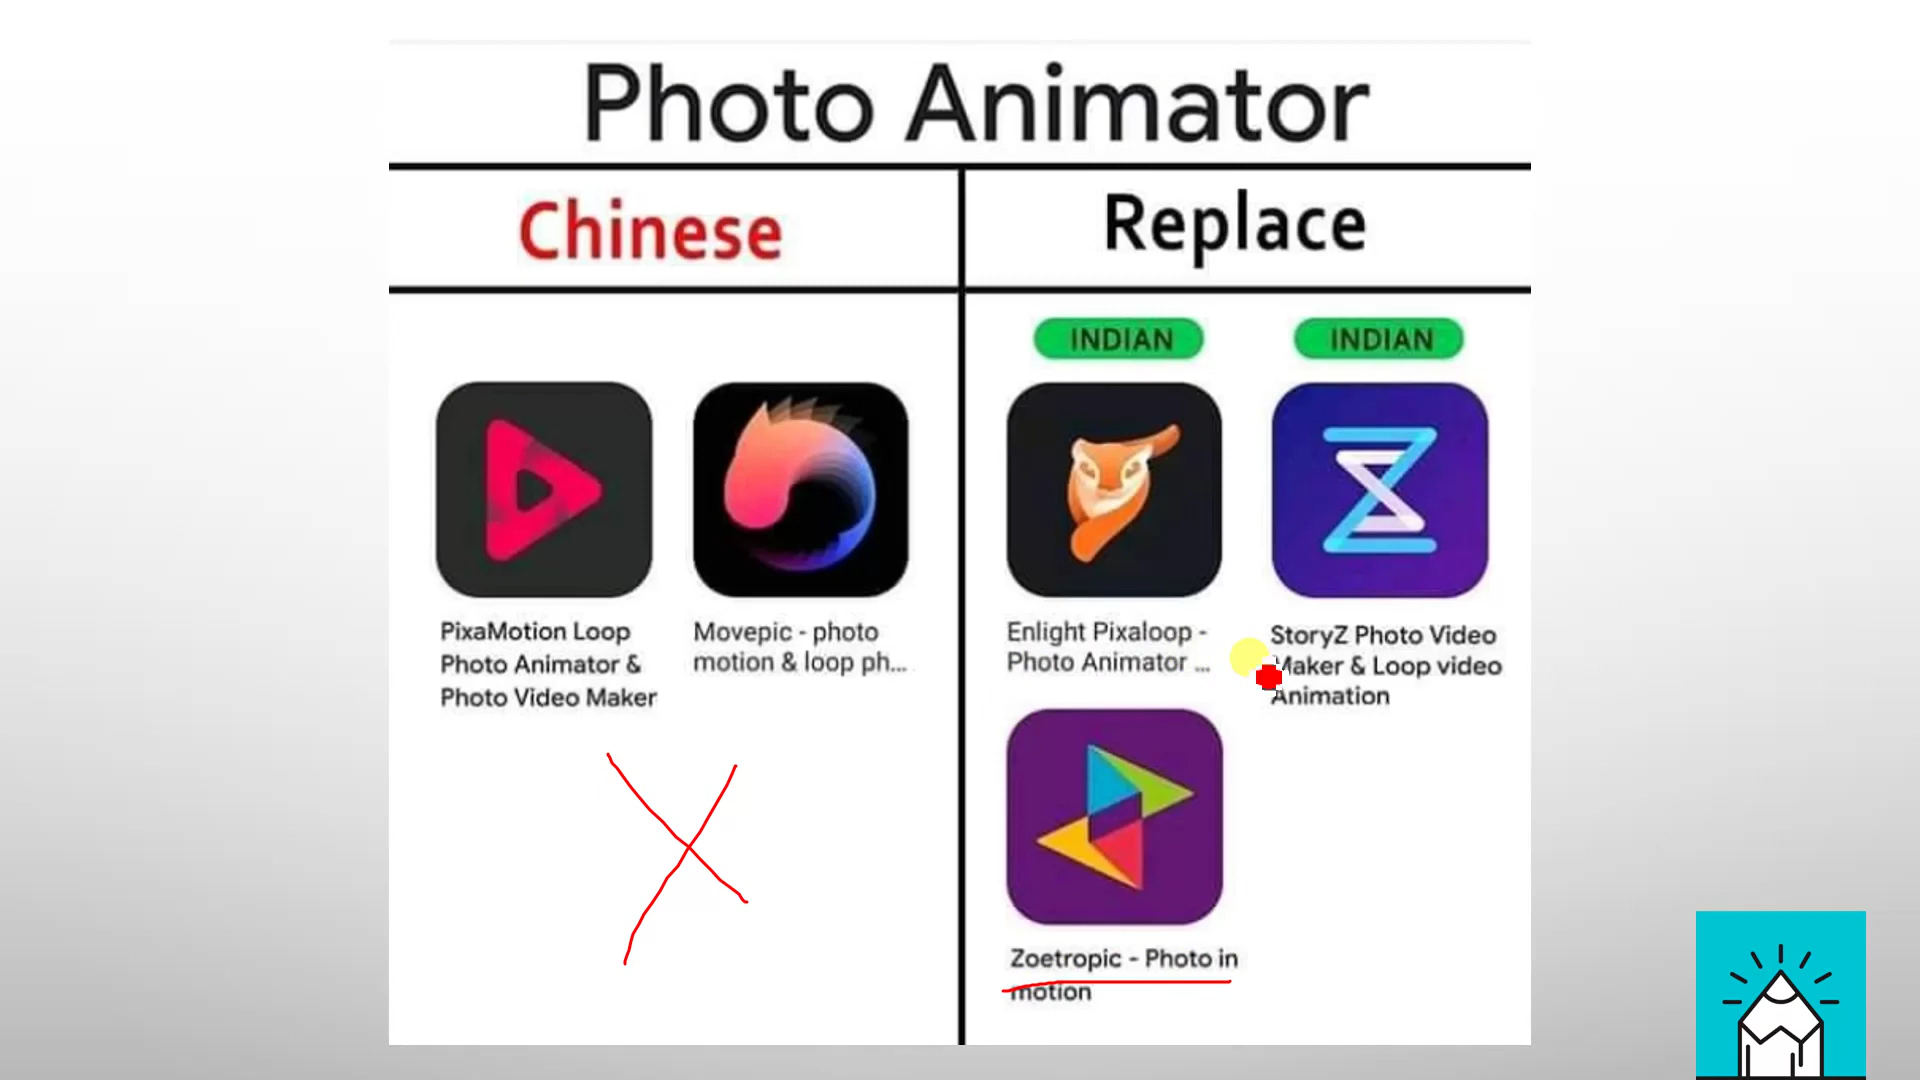 Photo Animator
Chinese
Replace
INDIAN
INDIAN
PixaMotion Loop
Photo Animator &
Photo Video Maker
Movepic - photo
motion & loop ph...
Enlight Pixaloop -
Photo Animator ...
StoryZ Photo Video
Maker & Loop video
Animation
Zoetropic - Photo in
motion